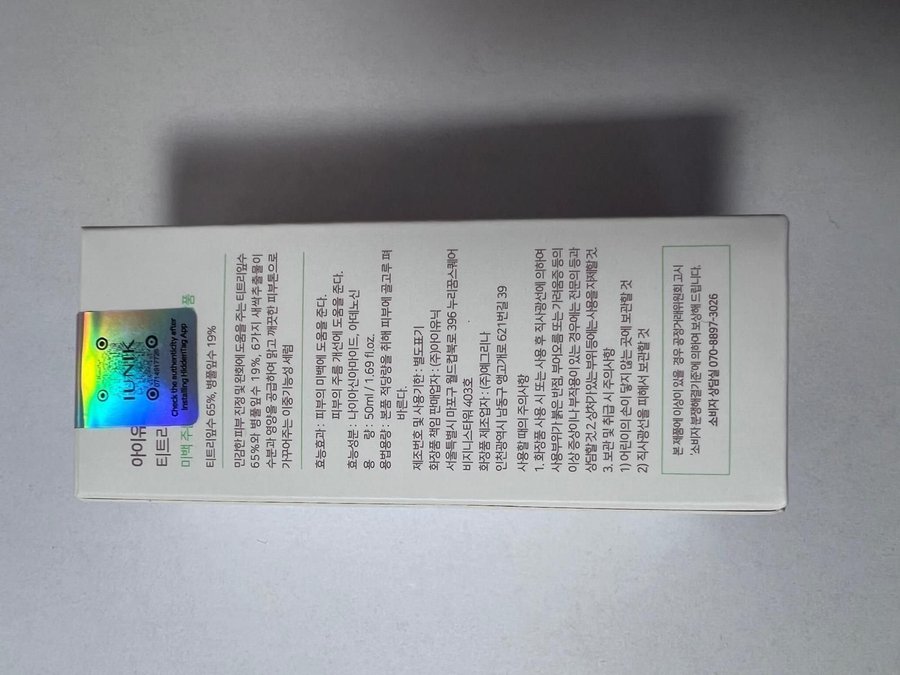 아이유
티트리
미백 주
품
IUNIK
Check the authenticity after
installing HiddenTag App
티트리잎수 65%, 병풀잎수 19%
민감한 피부 진정 및 완화에 도움을 주는 티트리잎수
65%와 병풀잎수 19%, 6가지 새싹추출물이
수분과 영양을 공급하여 맑고 깨끗한 피부톤으로
가꾸어주는 이중기능성 세럼
효능효과 : 피부의 미백에 도움을 준다.
피부의 주름 개선에 도움을 준다.
효능성분 : 나이아신아마이드, 아데노신
용 량 : 50ml / 1.69 fl.oz.
용법용량 : 본품 적당량을 취해 피부에 골고루 펴
바른다.
제조번호 및 사용기한 : 별도표기
화장품 책임 판매업자 : (주)아이유닉
서울특별시 마포구 월드컵북로 396 누리꿈스퀘어
비지니스타워 403호
화장품 제조업자 : (주)메그리나
인천광역시 남동구 앵고개로 621번길 39
사용할 때의 주의사항
1. 화장품 사용 시 또는 사용 후 직사광선에 의하여
사용부위가 붉은 반점, 부어오름 또는 가려움증 등의
이상 증상이나 부작용이 있는 경우에는 전문의 등과
상담할 것 2. 상처가 있는 부위 등에는 사용을 자제할 것.
3. 보관 및 취급 시 주의사항
1) 어린이의 손이 닿지 않는 곳에 보관할 것
2) 직사광선을 피해서 보관할 것
본 제품에 이상이 있을 경우 공정거래위원회 고시
'소비자 분쟁해결기준'에 의하여 보상해 드립니다.
소비자 상담실 070-8897-3026